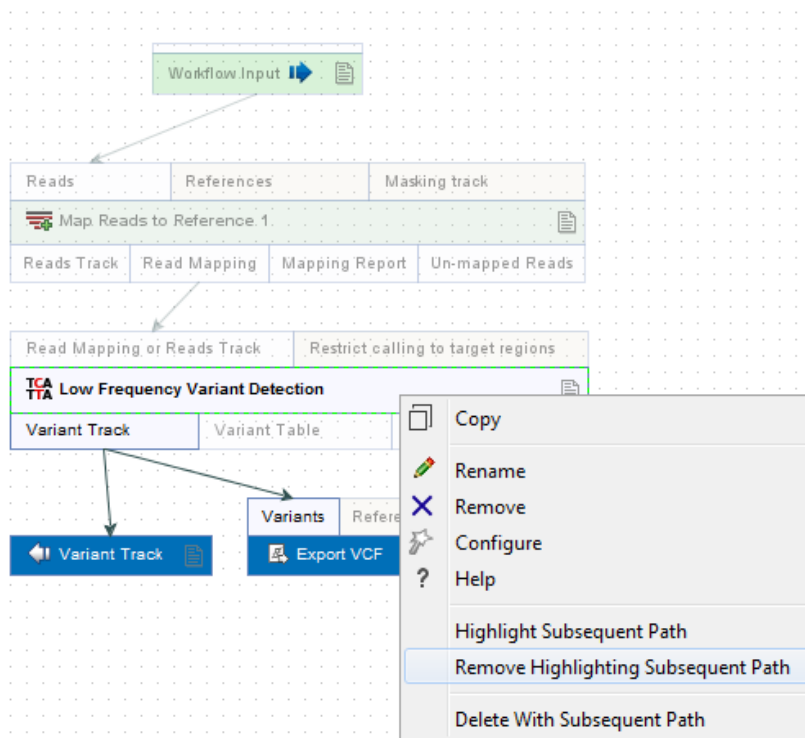 Workflow Input
Reads References Masking track
Map Reads to Reference 1
Reads Track Read Mapping Mapping Report Un-mapped Reads
Read Mapping or Reads Track Restrict calling to target regions
TCA
TTA Low Frequency Variant Detection
Variant Track Variant Table
Variants Refere
Variant Track Export VCF
Copy
Rename
Remove
Configure
? Help
Highlight Subsequent Path
Remove Highlighting Subsequent Path
Delete With Subsequent Path